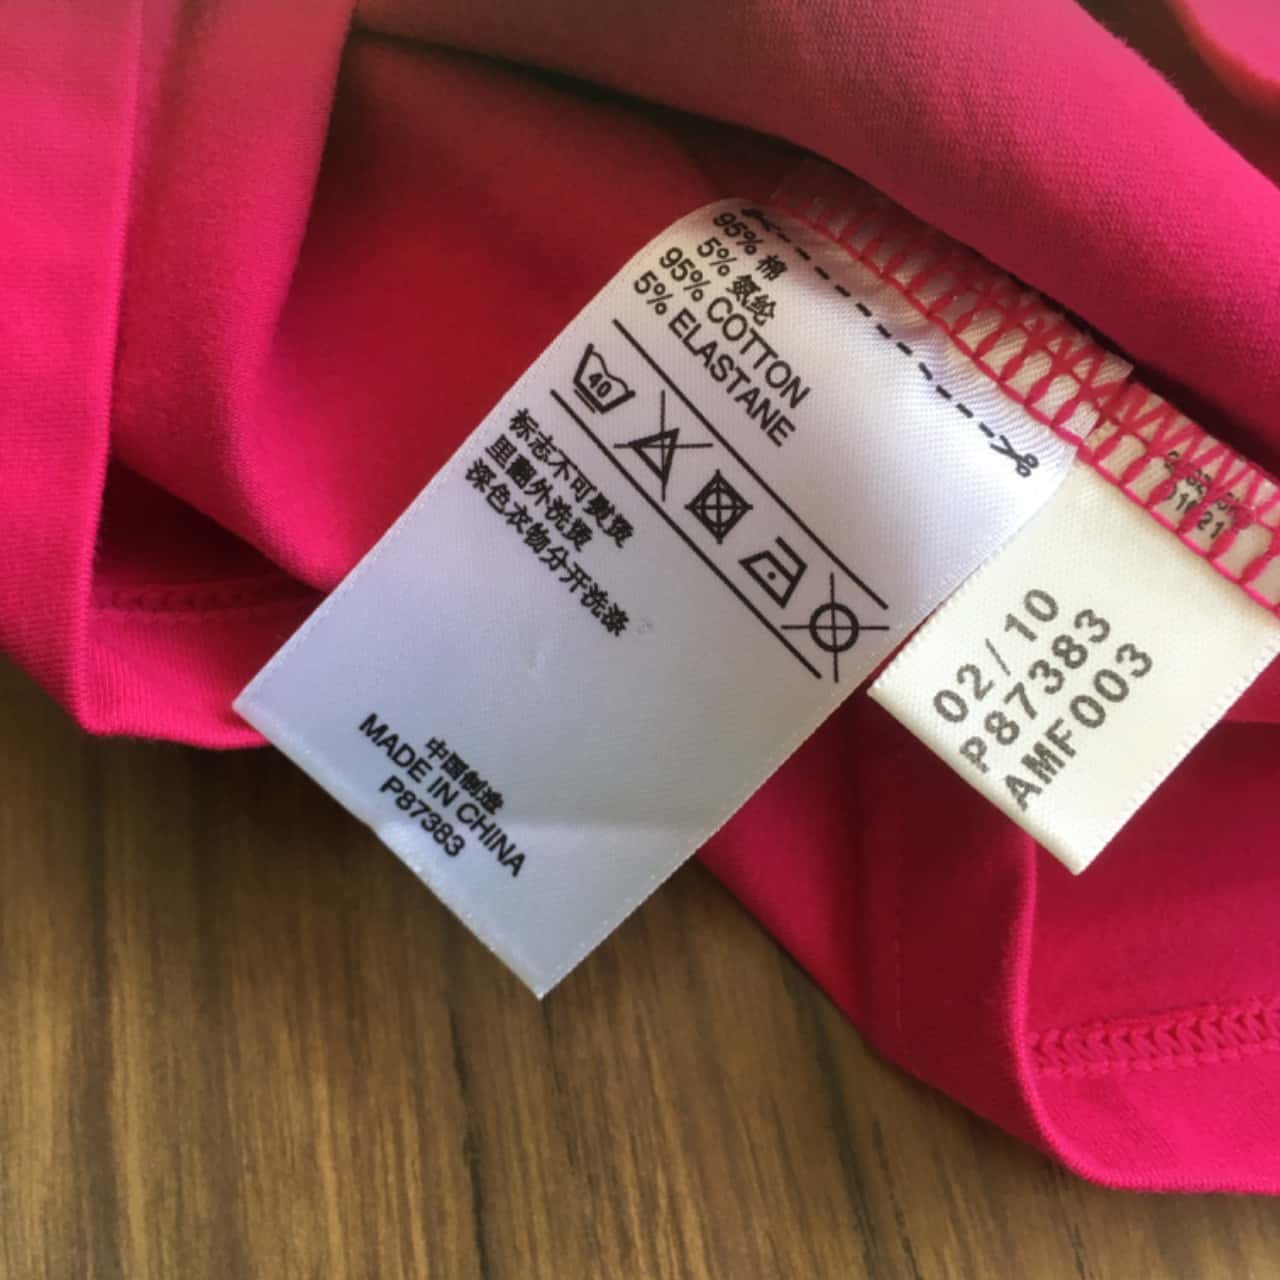 95% 棉
5% 氨纶
95% COTTON
5% ELASTANE
40
标志不可熨烫
里翻外洗烫
深色衣物分开洗涤
中国制造
MADE IN CHINA
P87383
02/10
P87383
AMF003